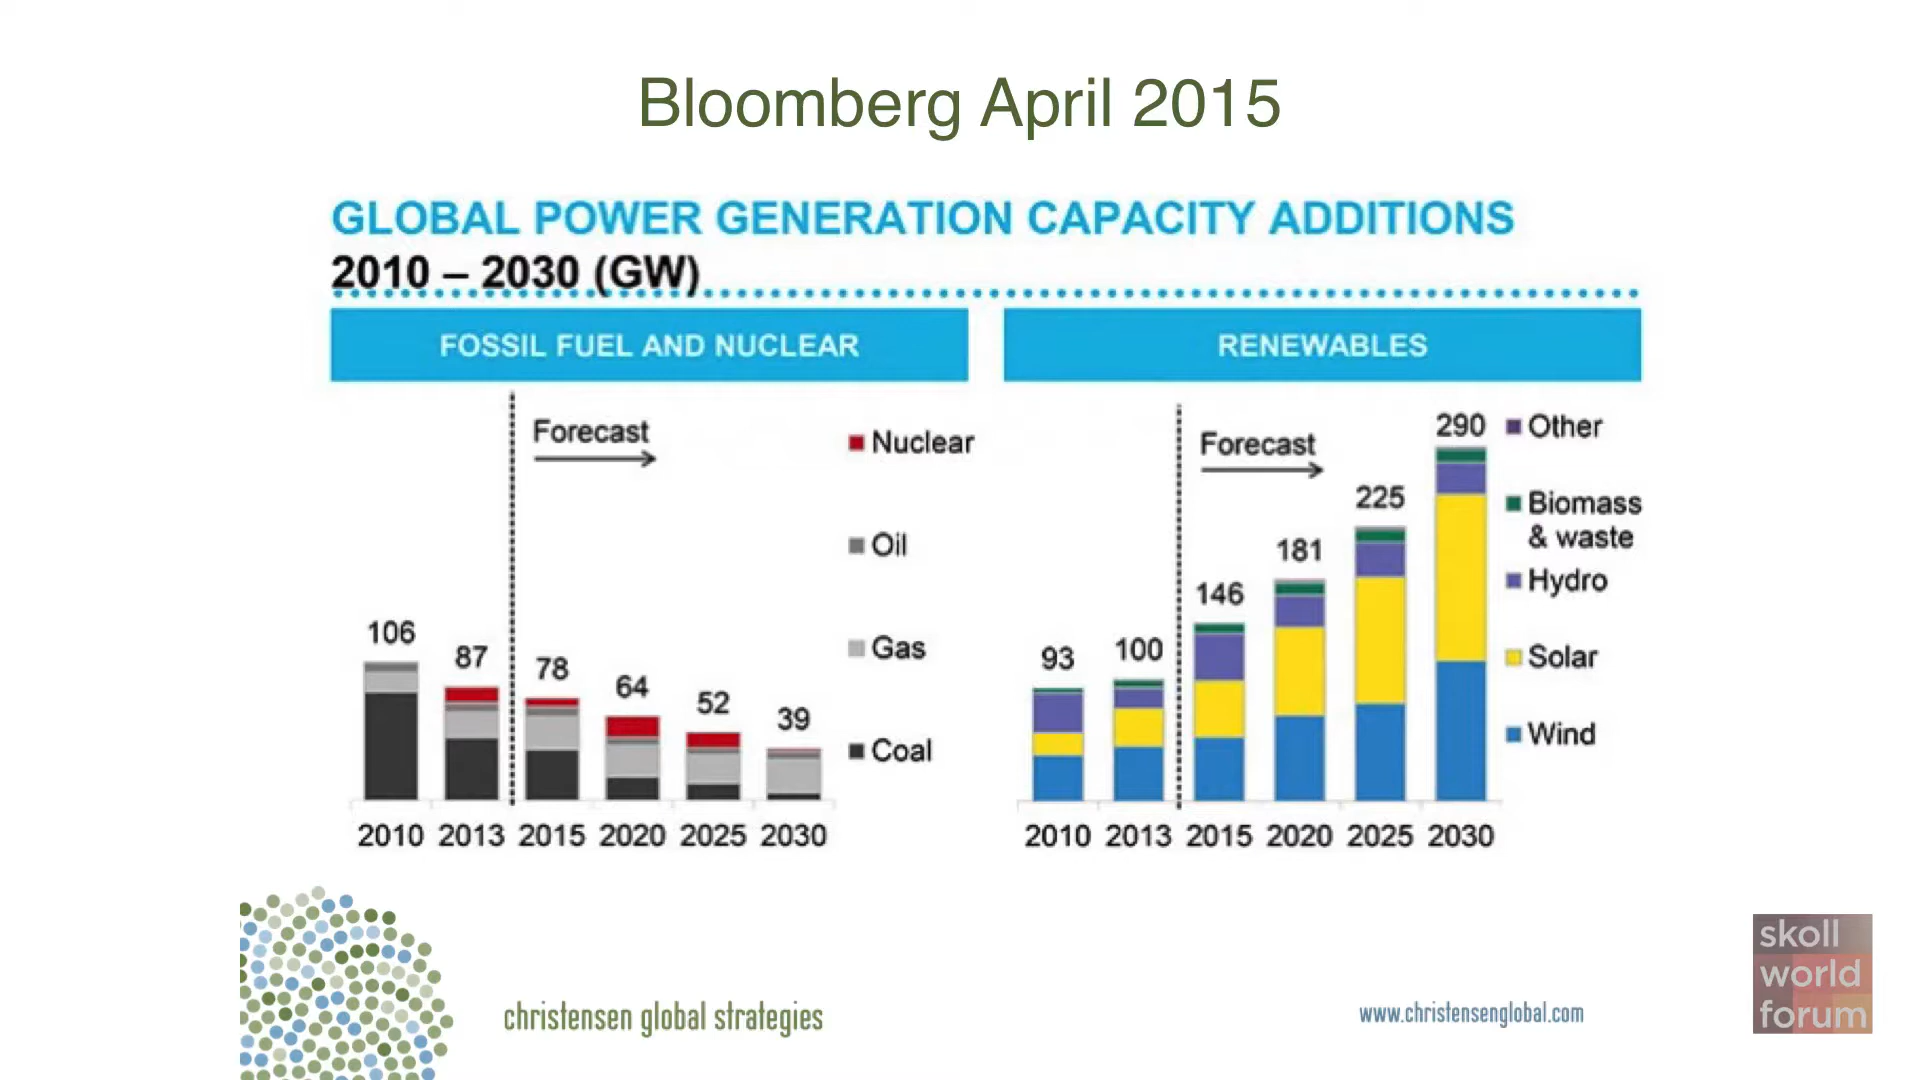 Bloomberg April 2015
GLOBAL POWER GENERATION CAPACITY ADDITIONS
2010 – 2030 (GW)
FOSSIL FUEL AND NUCLEAR
Forecast
Nuclear
Oil
Gas
Coal
106
87
78
64
52
39
2010 2013 2015 2020 2025 2030
RENEWABLES
Forecast
Other
Biomass
& waste
Hydro
Solar
Wind
93
100
146
181
225
290
2010 2013 2015 2020 2025 2030
christensen global strategies
www.christensenglobal.com
skoll
world
forum